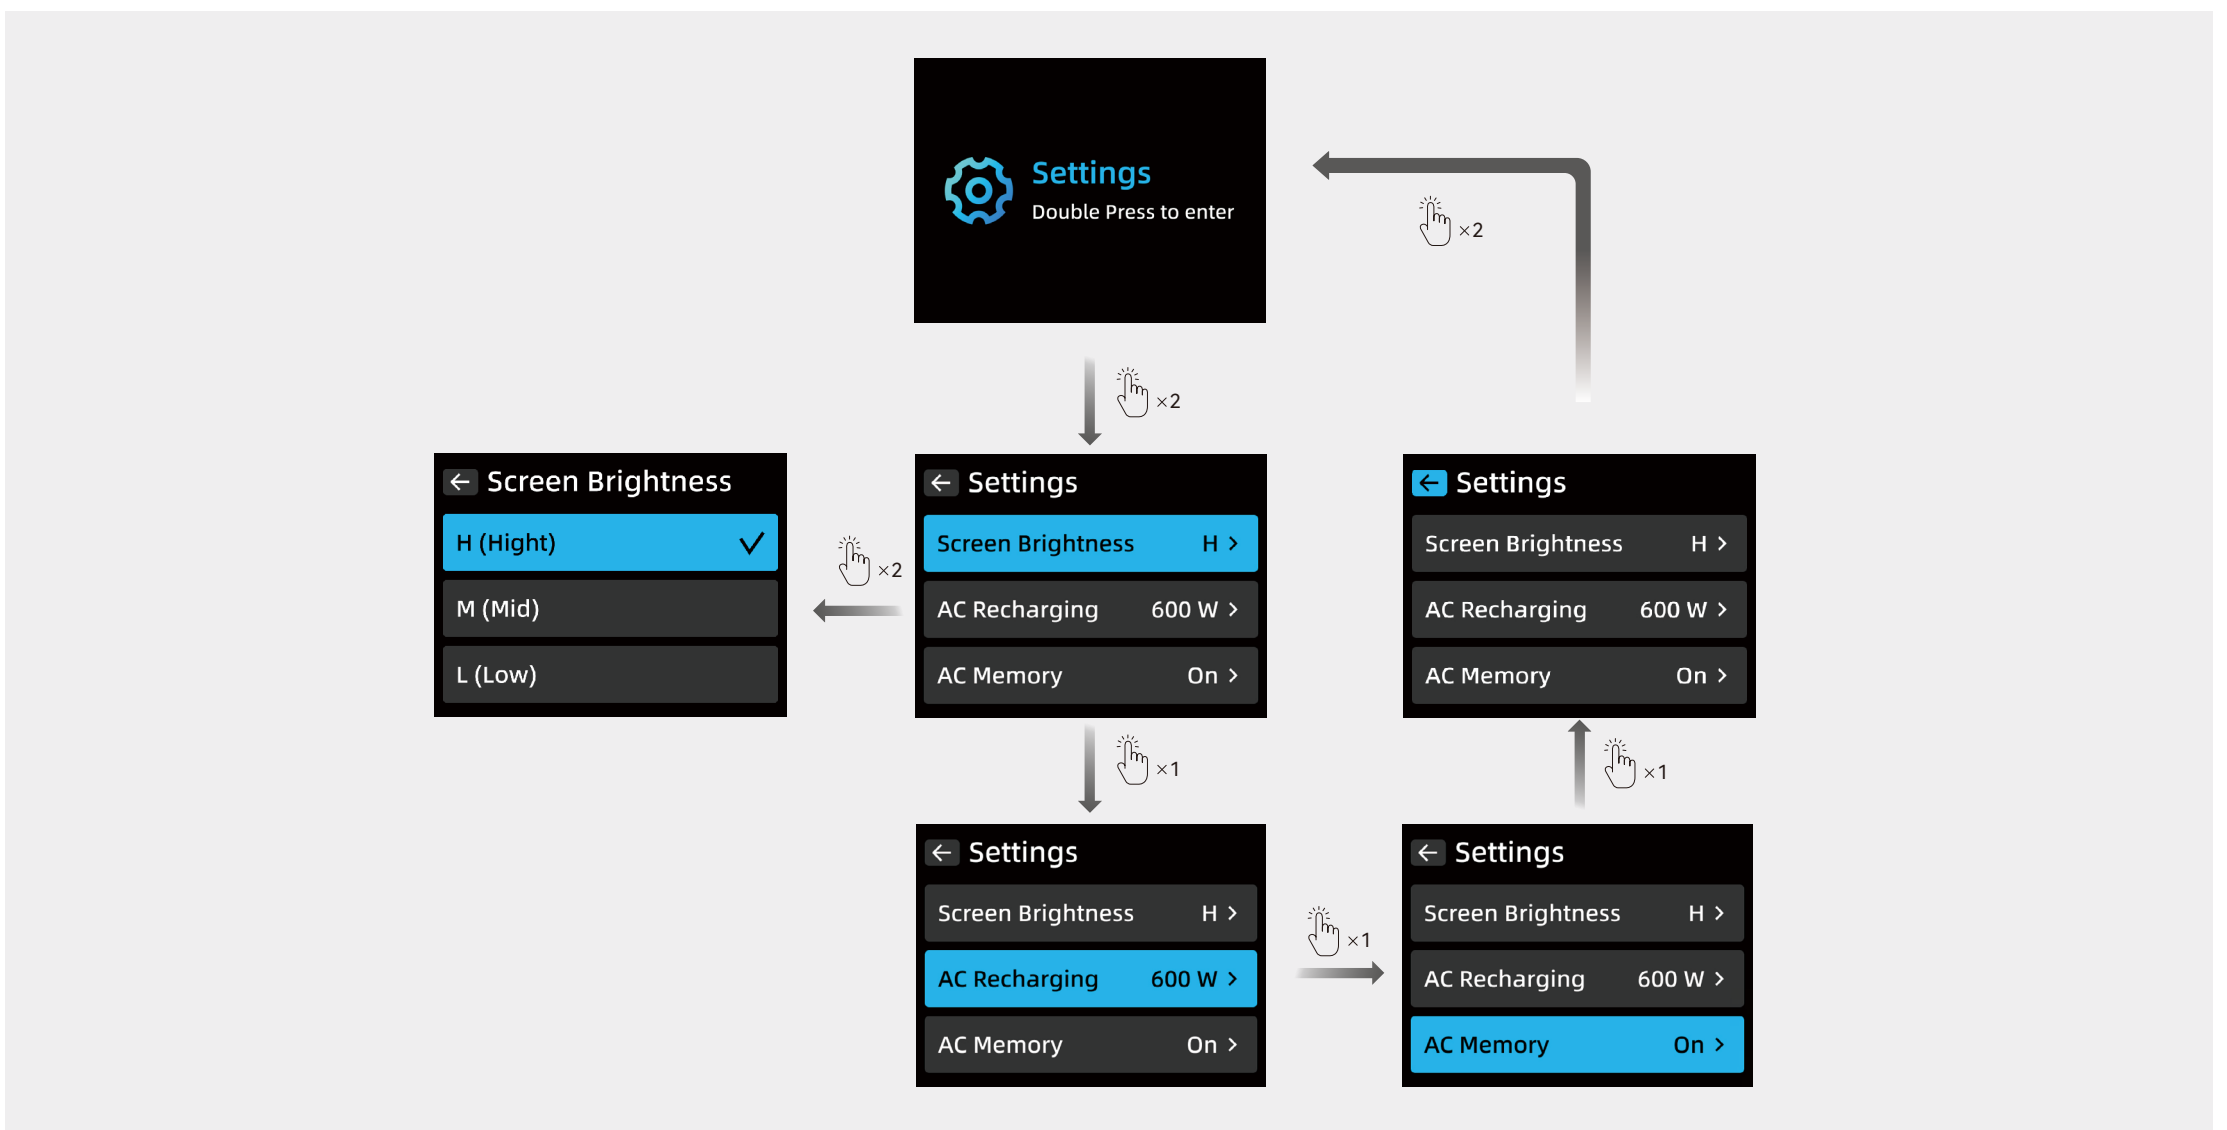 Settings
Double Press to enter
×2
×2
Screen Brightness
H (Hight)
M (Mid)
L (Low)
×2
Settings
Screen Brightness H >
AC Recharging 600 W >
AC Memory On >
Settings
Screen Brightness H >
AC Recharging 600 W >
AC Memory On >
×1
×1
Settings
Screen Brightness H >
AC Recharging 600 W >
AC Memory On >
×1
Settings
Screen Brightness H >
AC Recharging 600 W >
AC Memory On >